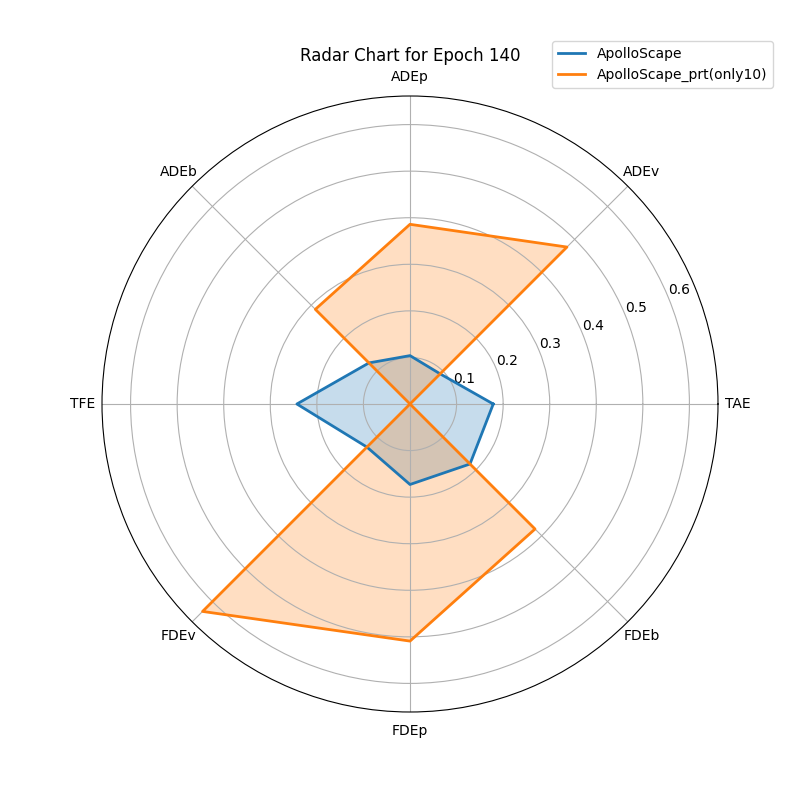 Radar Chart for Epoch 140
ApolloScape
ApolloScape_prt(only10)
ADEp
ADEb
ADEv
0.6
0.5
0.4
0.3
0.2
0.1
TFE
TAE
FDEv
FDEb
FDEp